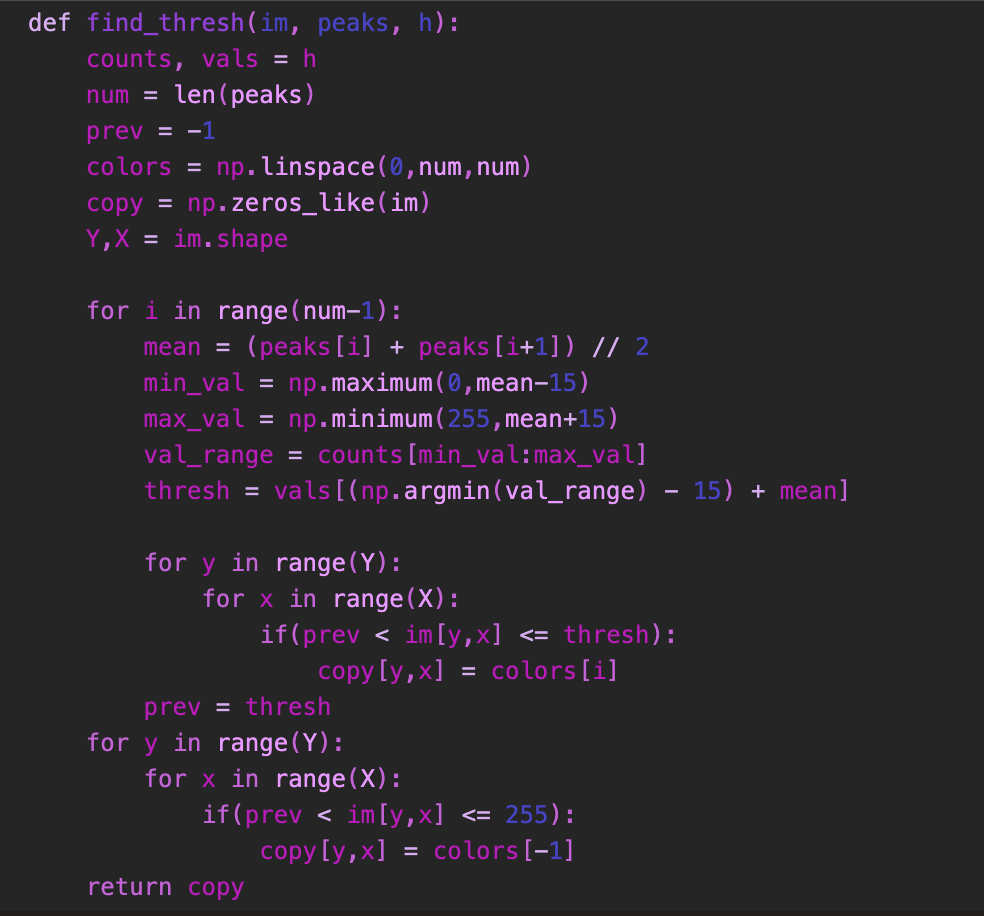 def find_thresh(im, peaks, h):
    counts, vals = h
    num = len(peaks)
    prev = -1
    colors = np.linspace(0,num,num)
    copy = np.zeros_like(im)
    Y,X = im.shape

    for i in range(num-1):
        mean = (peaks[i] + peaks[i+1]) // 2
        min_val = np.maximum(0,mean-15)
        max_val = np.minimum(255,mean+15)
        val_range = counts[min_val:max_val]
        thresh = vals[(np.argmin(val_range) - 15) + mean]

        for y in range(Y):
            for x in range(X):
                if(prev < im[y,x] <= thresh):
                    copy[y,x] = colors[i]
        prev = thresh
    for y in range(Y):
        for x in range(X):
            if(prev < im[y,x] <= 255):
                copy[y,x] = colors[-1]
    return copy